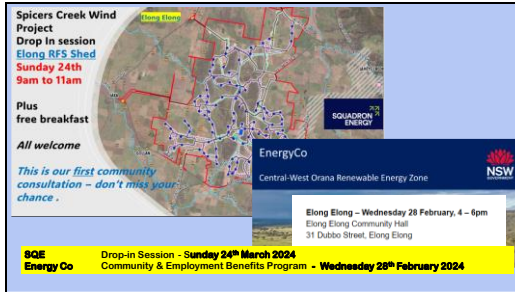 Spicers Creek Wind
Project
Drop In session
Elong RFS Shed
Sunday 24th
9am to 11am
Plus
free breakfast
All welcome
This is our first community
consultation – don't miss your
chance .
Elong Elong
SQUADRON
ENERGY
EnergyCo
Central-West Orana Renewable Energy Zone
NSW
GOVERNMENT
Elong Elong – Wednesday 28 February, 4 – 6pm
Elong Elong Community Hall
31 Dubbo Street, Elong Elong
SQE Drop-in Session - Sunday 24th March 2024
Energy Co Community & Employment Benefits Program - Wednesday 28th February 2024